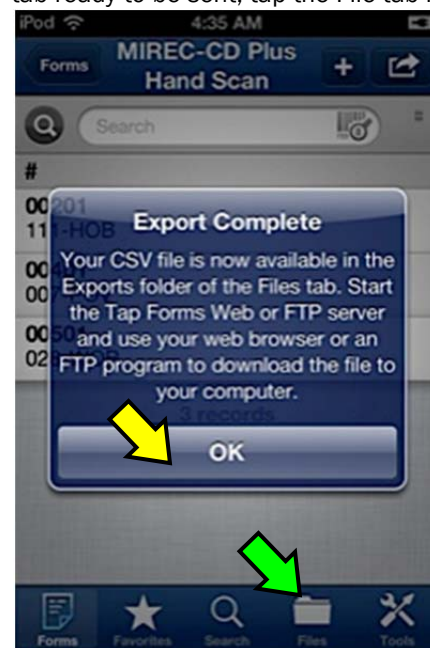 tab ready to be sent, tap the File tab
iPod 4:35 AM
Forms
MIREC-CD Plus
Hand Scan
+
Search
#
00201
111-HOB
Export Complete
Your CSV file is now available in the
Exports folder of the Files tab. Start
the Tap Forms Web or FTP server
and use your web browser or an
FTP program to download the file to
your computer.
3 records
OK
Forms Favorites Search Files Tools